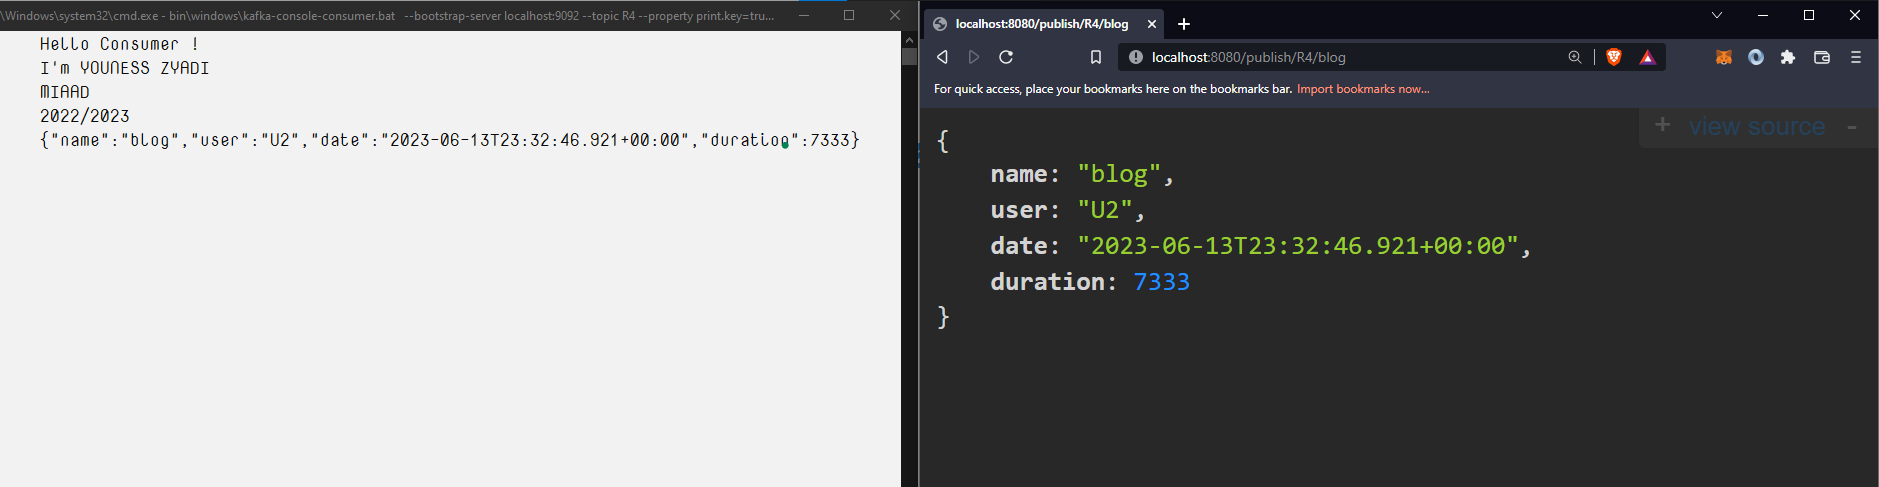 \Windows\system32\cmd.exe - bin\windows\kafka-console-consumer.bat --bootstrap-server localhost:9092 --topic R4 --property print.key=tru...
Hello Consumer !
I'm YOUNESS ZYADI
MIAAD
2022/2023
{"name":"blog","user":"U2","date":"2023-06-13T23:32:46.921+00:00","duration":7333}
localhost:8080/publish/R4/blog
localhost:8080/publish/R4/blog
For quick access, place your bookmarks here on the bookmarks bar. Import bookmarks now...
+ view source -
{
name: "blog",
user: "U2",
date: "2023-06-13T23:32:46.921+00:00",
duration: 7333
}